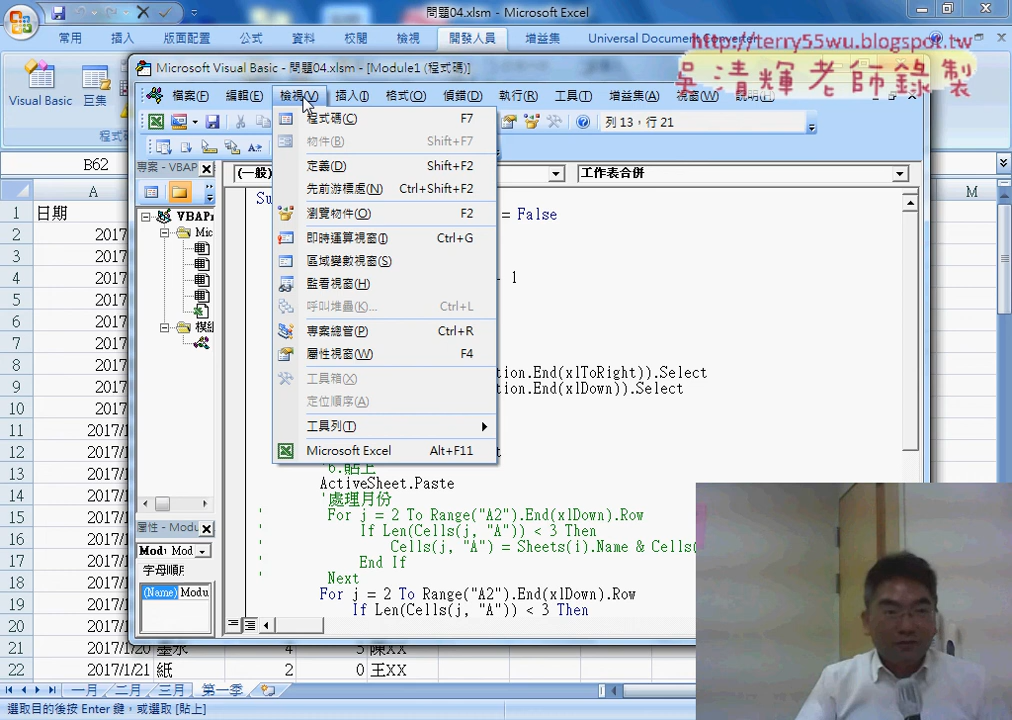 問題04.xlsm - Microsoft Excel
常用 插入 版面配置 公式 資料 校閱 檢視 開發人員 增益集 Universal Document Converter
http://terry55wu.blogspot.tw
吳清輝老師錄製
Visual Basic 巨集
Microsoft Visual Basic - 問題04.xlsm - [Module1 (程式碼)]
檔案(F) 編輯(E) 檢視(V) 插入(I) 格式(O) 偵錯(D) 執行(R) 工具(T) 增益集(A) 視窗(W) 說明(H)
列 13，行 21
程式碼(C) F7
物件(B) Shift+F7
定義(D) Shift+F2
先前游標處(N) Ctrl+Shift+F2
瀏覽物件(O) F2
即時運算視窗(I) Ctrl+G
區域變數視窗(S)
監看視窗(H)
呼叫堆疊(K)... Ctrl+L
專案總管(P) Ctrl+R
屬性視窗(W) F4
工具箱(X)
定位順序(A)
工具列(T)
Microsoft Excel Alt+F11
B62
專案 - VBAP
(一般)
工作表合併
VBAP
Mic
模組
屬性 - Modu
Mod Mod
字母順
(Name) Modu
Su
= False
- 1
tion.End(xlToRight)).Select
tion.End(xlDown)).Select
'6.貼上
ActiveSheet.Paste
'處理月份
' For j = 2 To Range("A2").End(xlDown).Row
' If Len(Cells(j, "A")) < 3 Then
' Cells(j, "A") = Sheets(i).Name & Cells(
' End If
' Next
For j = 2 To Range("A2").End(xlDown).Row
If Len(Cells(j, "A")) < 3 Then
A M
1 日期
2 2017
3 2017
4 2017
5 2017
6 2017
7 2017
8 2017
9 2017
10 2017
11 2017/
12 2017/
13 2017/
14 2017/
15 2017/
16 2017/
17 2017/
18 2017/
19 2017/
20 2017/
21 2017/1/20 墨水 4 5 陳XX
22 2017/1/21 紙 2 0 王XX
一月 二月 三月 第一季
選取目的後按 Enter 鍵，或選取 [貼上]